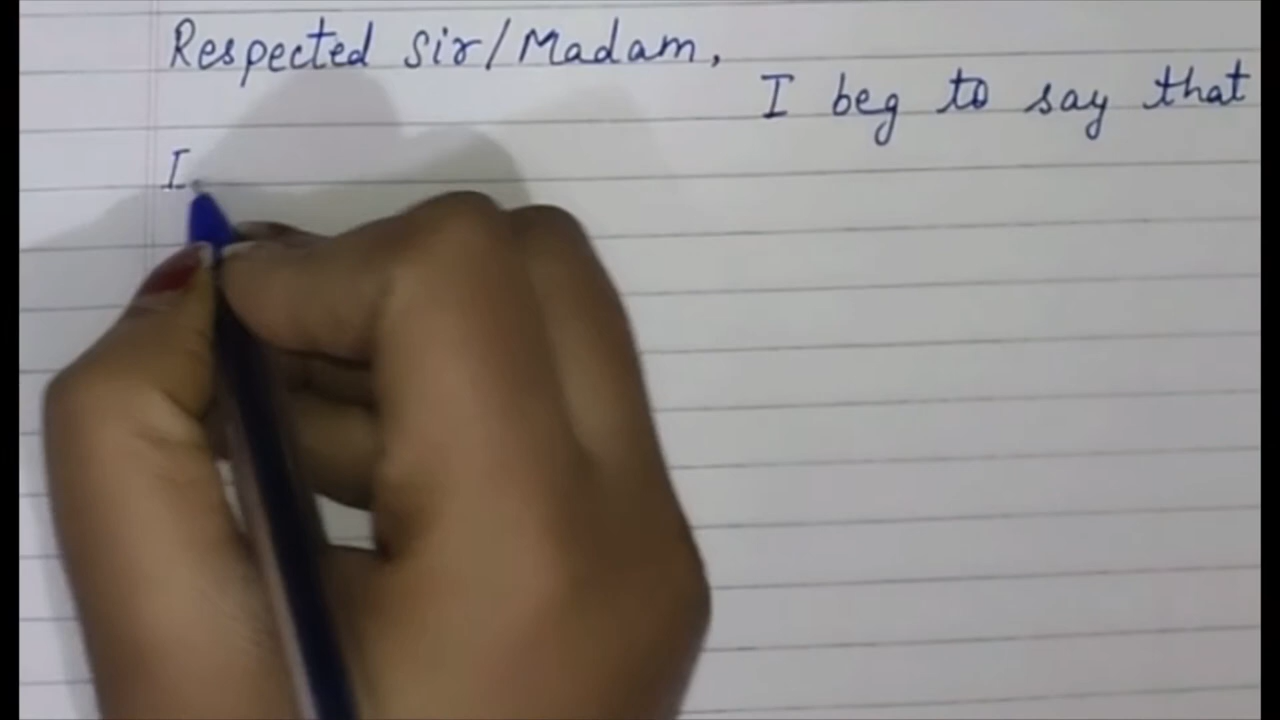 Respected Sir/Madam,
I beg to say that
I